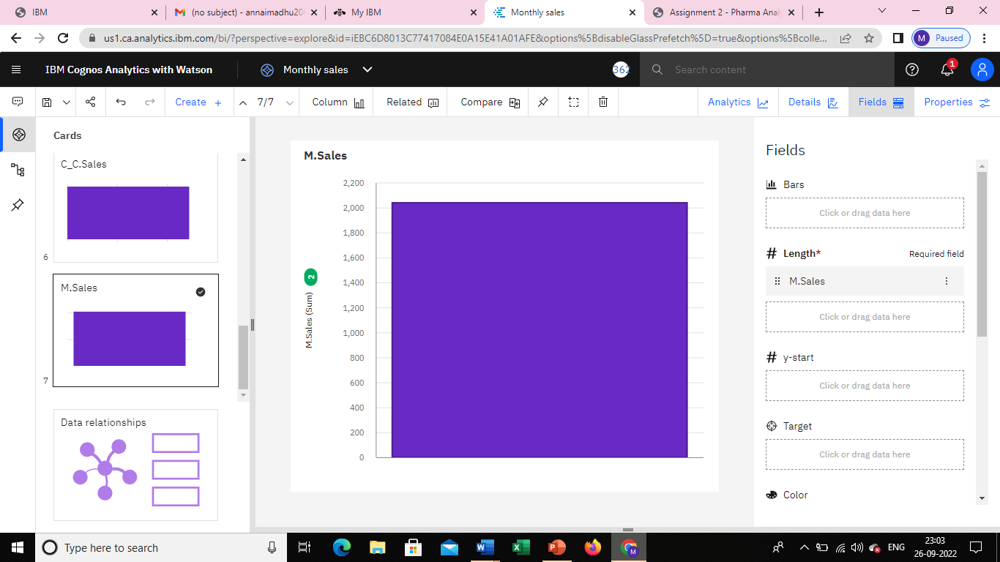 IBM
(no subject) - annaimadhu20
My IBM
Monthly sales
Assignment 2 - Pharma Anal
us1.ca.analytics.ibm.com/bi/?perspective=explore&id=iEBC6D8013C77417084E0A15E41A01AFE&options%5BdisableGlassPrefetch%5D=true&options%5Bcolle...
M
Paused
IBM Cognos Analytics with Watson
Monthly sales
362
Search content
1
Create +
7/7
Column
Related
Compare
Analytics
Details
Fields
Properties
Cards
C_C.Sales
6
M.Sales
7
Data relationships
M.Sales
2,200
2,000
1,800
1,600
1,400
1,200
1,000
800
600
400
200
0
M.Sales (Sum)
2
Fields
Bars
Click or drag data here
# Length*
Required field
M.Sales
Click or drag data here
# y-start
Click or drag data here
Target
Click or drag data here
Color
Type here to search
M
ENG
23:03
26-09-2022